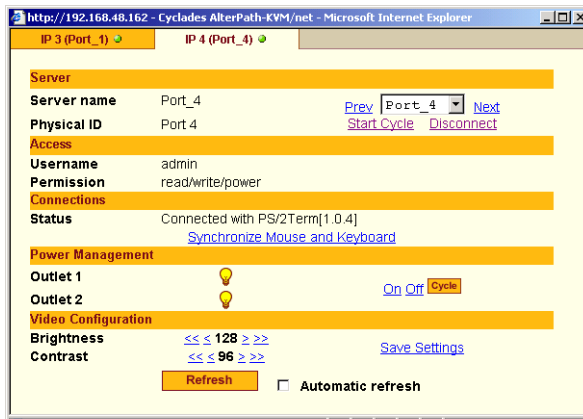 http://192.168.48.162 - Cyclades AlterPath-KVM/net - Microsoft Internet Explorer
IP 3 (Port_1) IP 4 (Port_4)
Server
Server name Port_4 Prev Port_4 Next
Physical ID Port 4 Start Cycle Disconnect
Access
Username admin
Permission read/write/power
Connections
Status Connected with PS/2Term[1.0.4]
Synchronize Mouse and Keyboard
Power Management
Outlet 1
On Off Cycle
Outlet 2
Video Configuration
Brightness << < 128 > >>
Save Settings
Contrast << < 96 > >>
Refresh Automatic refresh